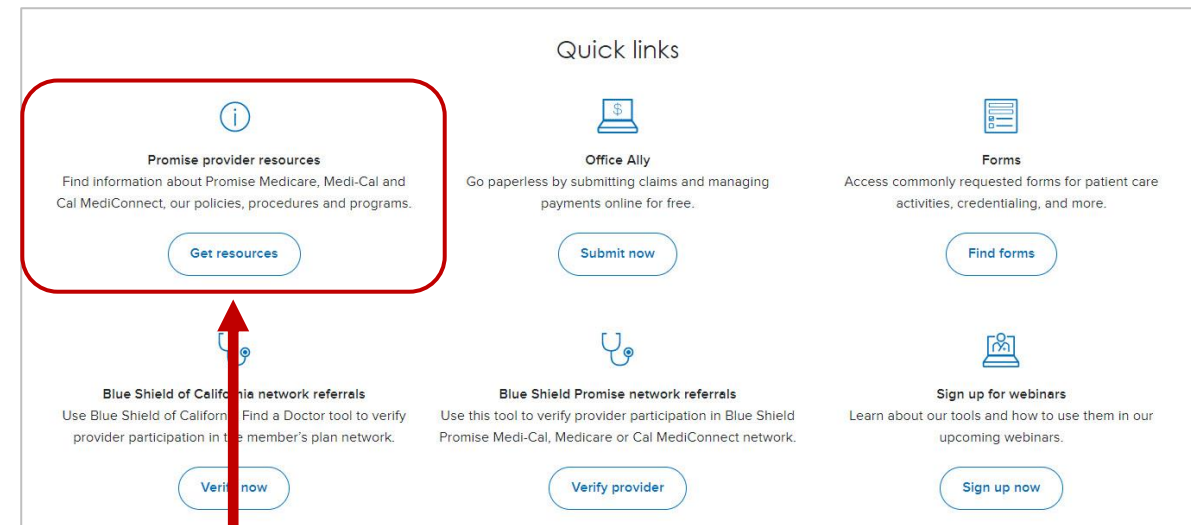 Quick links
Promise provider resources
Find information about Promise Medicare, Medi-Cal and
Cal MediConnect, our policies, procedures and programs.
Get resources
$
Office Ally
Go paperless by submitting claims and managing
payments online for free.
Submit now
Forms
Access commonly requested forms for patient care
activities, credentialing, and more.
Find forms
Blue Shield of California network referrals
Use Blue Shield of California Find a Doctor tool to verify
provider participation in the member's plan network.
Verify now
Blue Shield Promise network referrals
Use this tool to verify provider participation in Blue Shield
Promise Medi-Cal, Medicare or Cal MediConnect network.
Verify provider
Sign up for webinars
Learn about our tools and how to use them in our
upcoming webinars.
Sign up now